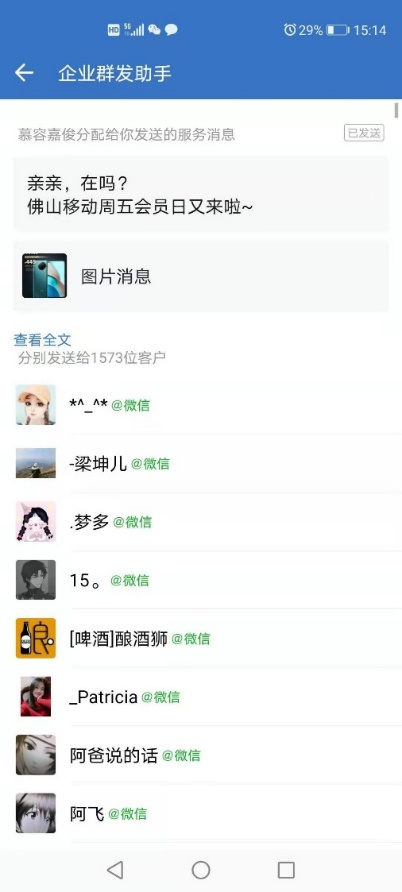 HD 5G 29% 15:14
企业群发助手
慕容嘉俊分配给你发送的服务消息 已发送
亲亲，在吗？
佛山移动周五会员日又来啦~
图片消息
查看全文
分别发送给1573位客户
*^_^* @微信
-梁坤儿 @微信
.梦多 @微信
15。 @微信
[啤酒]酿酒狮 @微信
_Patricia @微信
阿爸说的话 @微信
阿飞 @微信